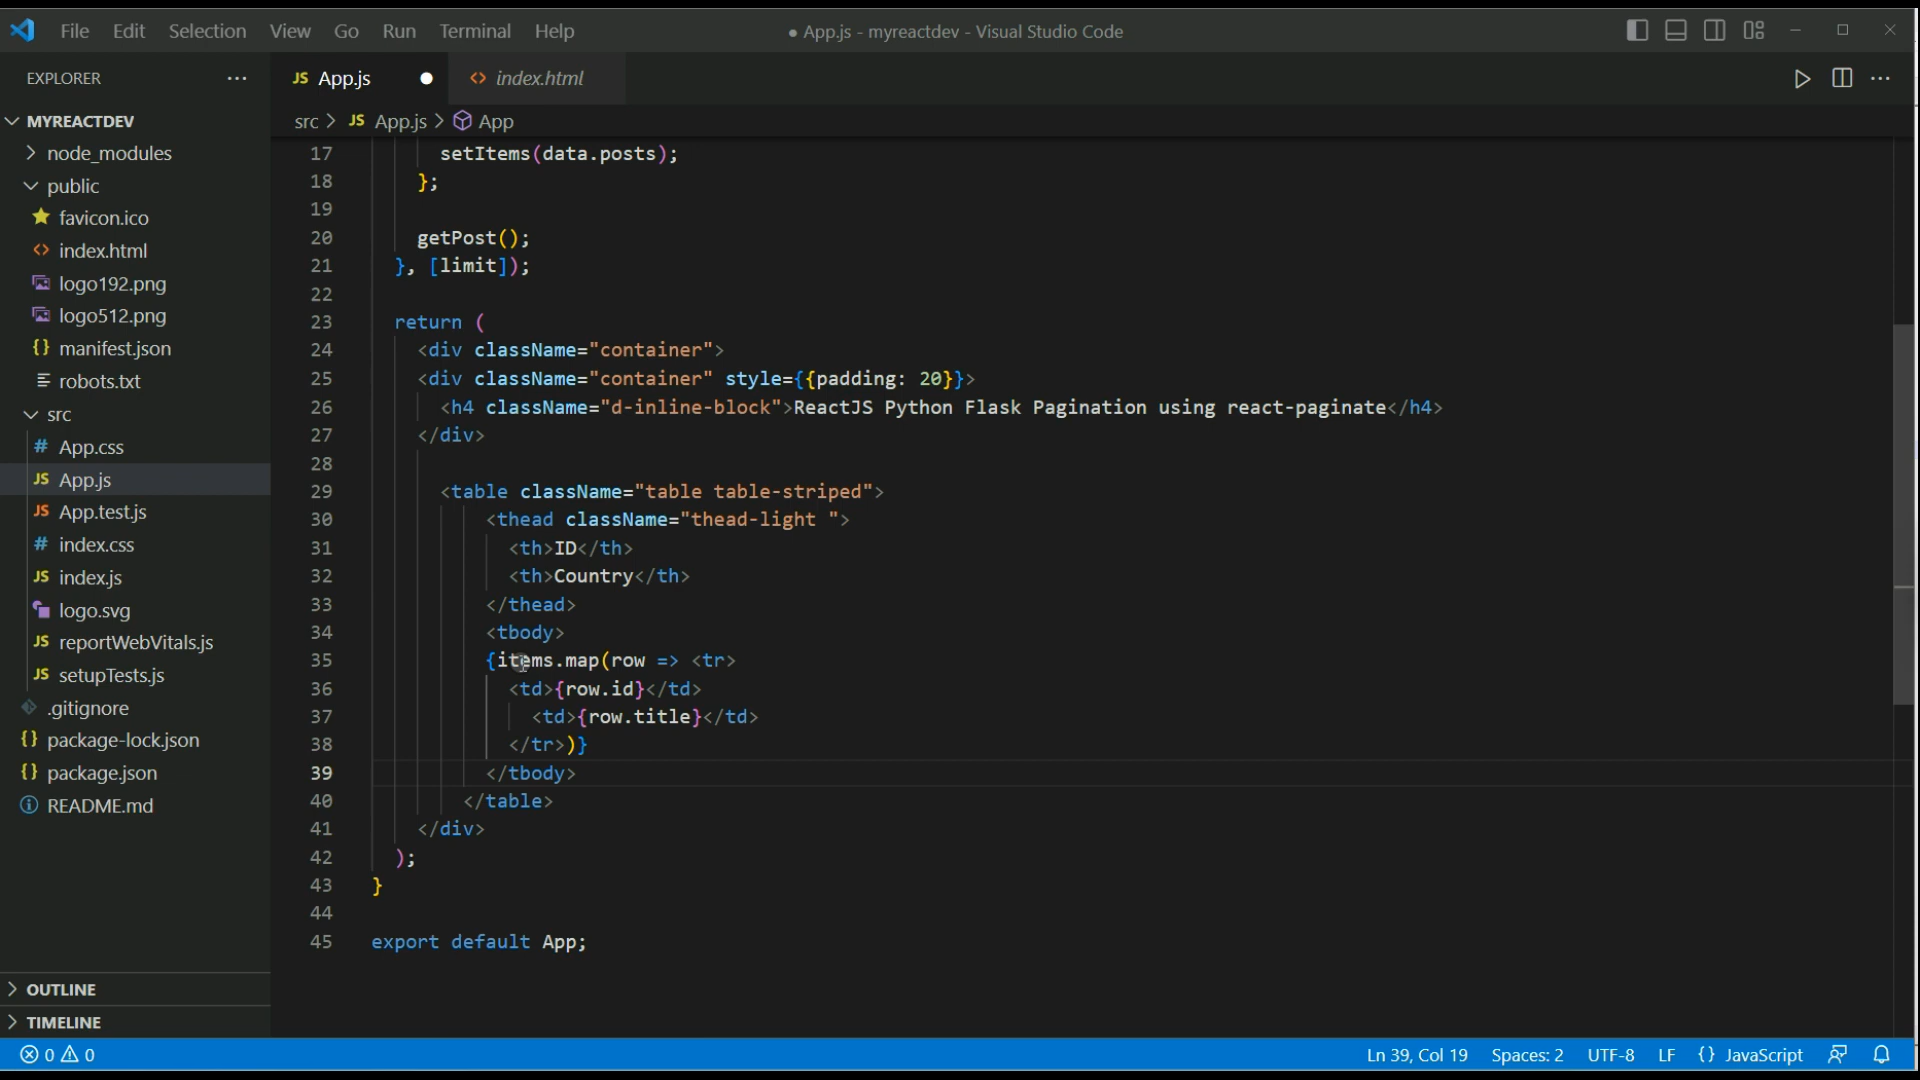 File Edit Selection View Go Run Terminal Help
● App.js - myreactdev - Visual Studio Code
EXPLORER ···
JS App.js ●
<> index.html
src > JS App.js > App
MYREACTDEV
node_modules
public
favicon.ico
<> index.html
logo192.png
logo512.png
{} manifest.json
robots.txt
src
# App.css
JS App.js
JS App.test.js
# index.css
JS index.js
logo.svg
JS reportWebVitals.js
JS setupTests.js
.gitignore
{} package-lock.json
{} package.json
README.md
OUTLINE
TIMELINE
17 setItems(data.posts);
18 };
19
20 getPost();
21 }, [limit]);
22
23 return (
24 <div className="container">
25 <div className="container" style={{padding: 20}}>
26 <h4 className="d-inline-block">ReactJS Python Flask Pagination using react-paginate</h4>
27 </div>
28
29 <table className="table table-striped">
30 <thead className="thead-light ">
31 <th>ID</th>
32 <th>Country</th>
33 </thead>
34 <tbody>
35 {items.map(row => <tr>
36 <td>{row.id}</td>
37 <td>{row.title}</td>
38 </tr>)}
39 </tbody>
40 </table>
41 </div>
42 );
43 }
44
45 export default App;
0 0
Ln 39, Col 19 Spaces: 2 UTF-8 LF {} JavaScript